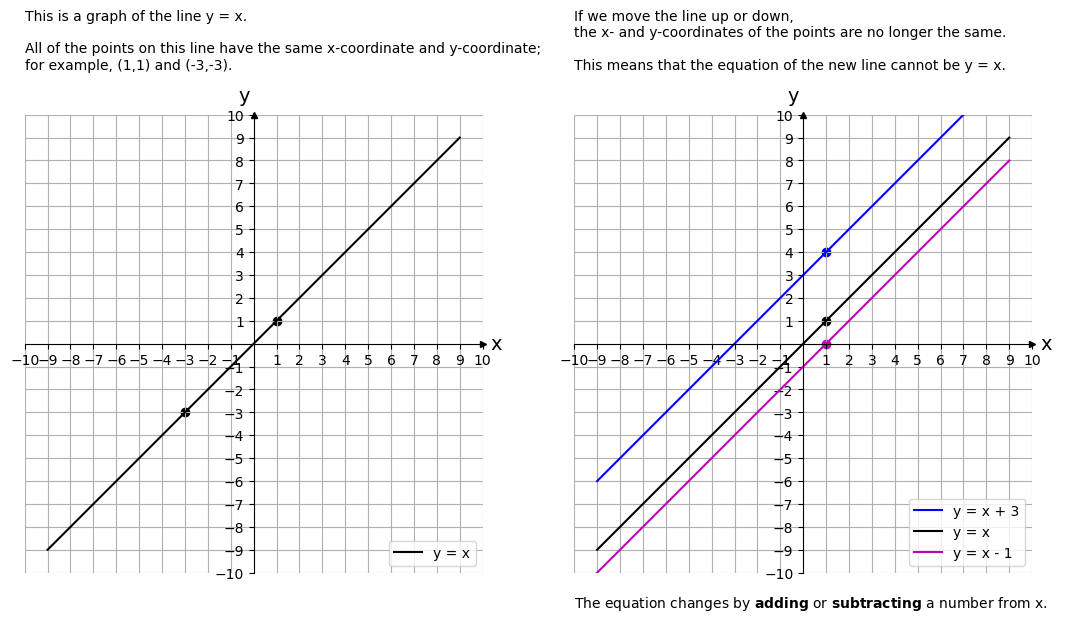 This is a graph of the line y = x.
All of the points on this line have the same x-coordinate and y-coordinate;
for example, (1,1) and (-3,-3).
y
10
9
8
7
6
5
4
3
2
1
−10 −9 −8 −7 −6 −5 −4 −3 −2 −1 1 2 3 4 5 6 7 8 9 10 x
−1
−2
−3
−4
−5
−6
−7
−8
−9
−10
y = x
If we move the line up or down,
the x- and y-coordinates of the points are no longer the same.
This means that the equation of the new line cannot be y = x.
y
10
9
8
7
6
5
4
3
2
1
−10 −9 −8 −7 −6 −5 −4 −3 −2 −1 1 2 3 4 5 6 7 8 9 10 x
−1
−2
−3
−4
−5
−6
−7
−8
−9
−10
y = x + 3
y = x
y = x - 1
The equation changes by adding or subtracting a number from x.